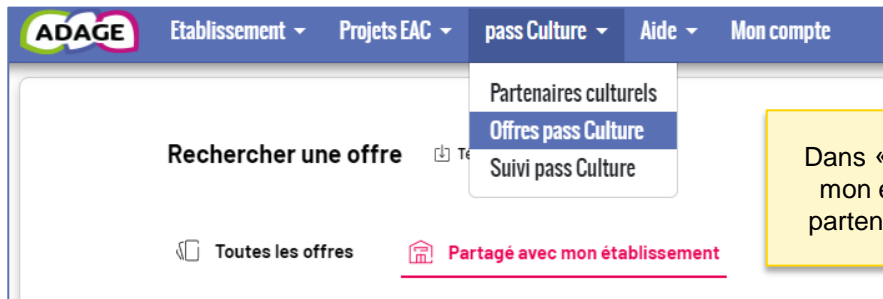 ADAGE Etablissement Projets EAC pass Culture Aide Mon compte
Partenaires culturels
Offres pass Culture
Suivi pass Culture
Rechercher une offre
Toutes les offres Partagé avec mon établissement
Dans «
mon
parten